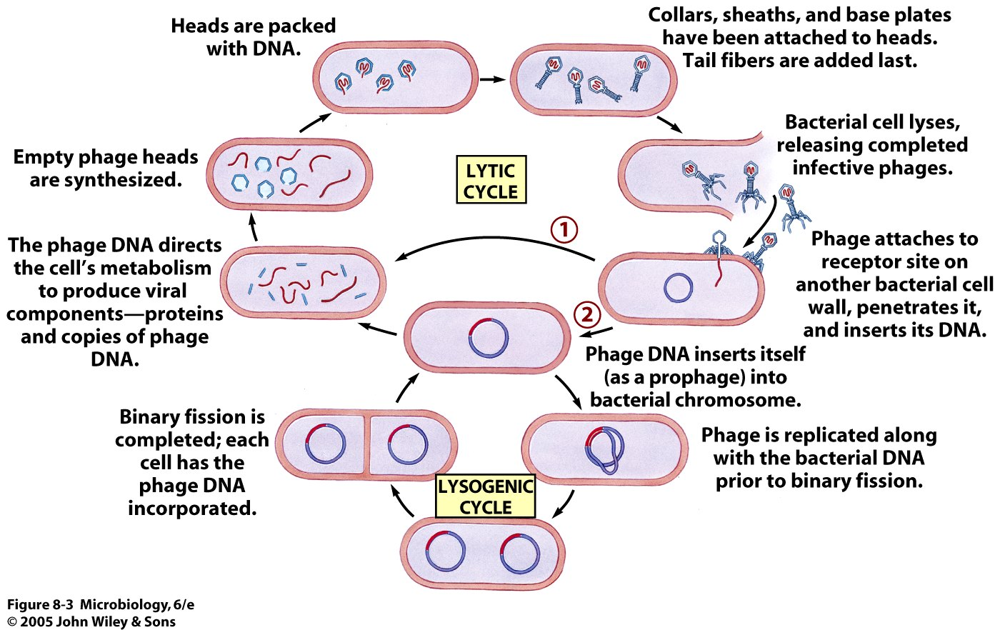 Heads are packed
with DNA.
Collars, sheaths, and base plates
have been attached to heads.
Tail fibers are added last.
Bacterial cell lyses,
releasing completed
infective phages.
Empty phage heads
are synthesized.
LYTIC
CYCLE
1
The phage DNA directs
the cell's metabolism
to produce viral
components—proteins
and copies of phage
DNA.
Phage attaches to
receptor site on
another bacterial cell
wall, penetrates it,
and inserts its DNA.
2
Phage DNA inserts itself
(as a prophage) into
bacterial chromosome.
Binary fission is
completed; each
cell has the
phage DNA
incorporated.
Phage is replicated along
with the bacterial DNA
prior to binary fission.
LYSOGENIC
CYCLE
Figure 8-3 Microbiology, 6/e
© 2005 John Wiley & Sons